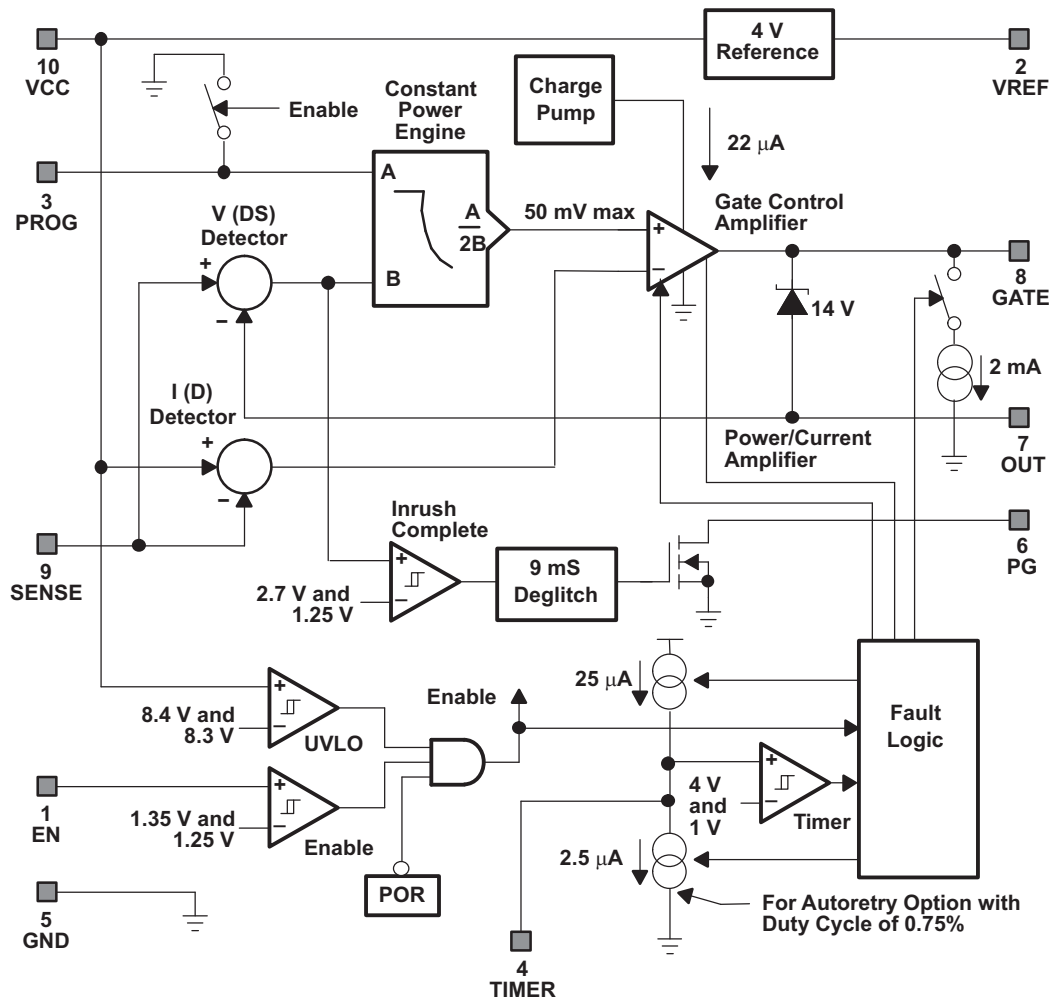 10
VCC
4 V
Reference
2
VREF
Enable
Constant
Power
Engine
Charge
Pump
22 μA
3
PROG
A
A
2B
B
50 mV max
Gate Control
Amplifier
+
−
V (DS)
Detector
+
−
14 V
8
GATE
2 mA
I (D)
Detector
+
−
Power/Current
Amplifier
7
OUT
9
SENSE
Inrush
Complete
+
−
2.7 V and
1.25 V
9 mS
Deglitch
6
PG
8.4 V and
8.3 V
+
−
UVLO
Enable
25 μA
Fault
Logic
1
EN
1.35 V and
1.25 V
+
−
Enable
POR
4 V
and
1 V
+
−
Timer
2.5 μA
For Autoretry Option with
Duty Cycle of 0.75%
5
GND
4
TIMER